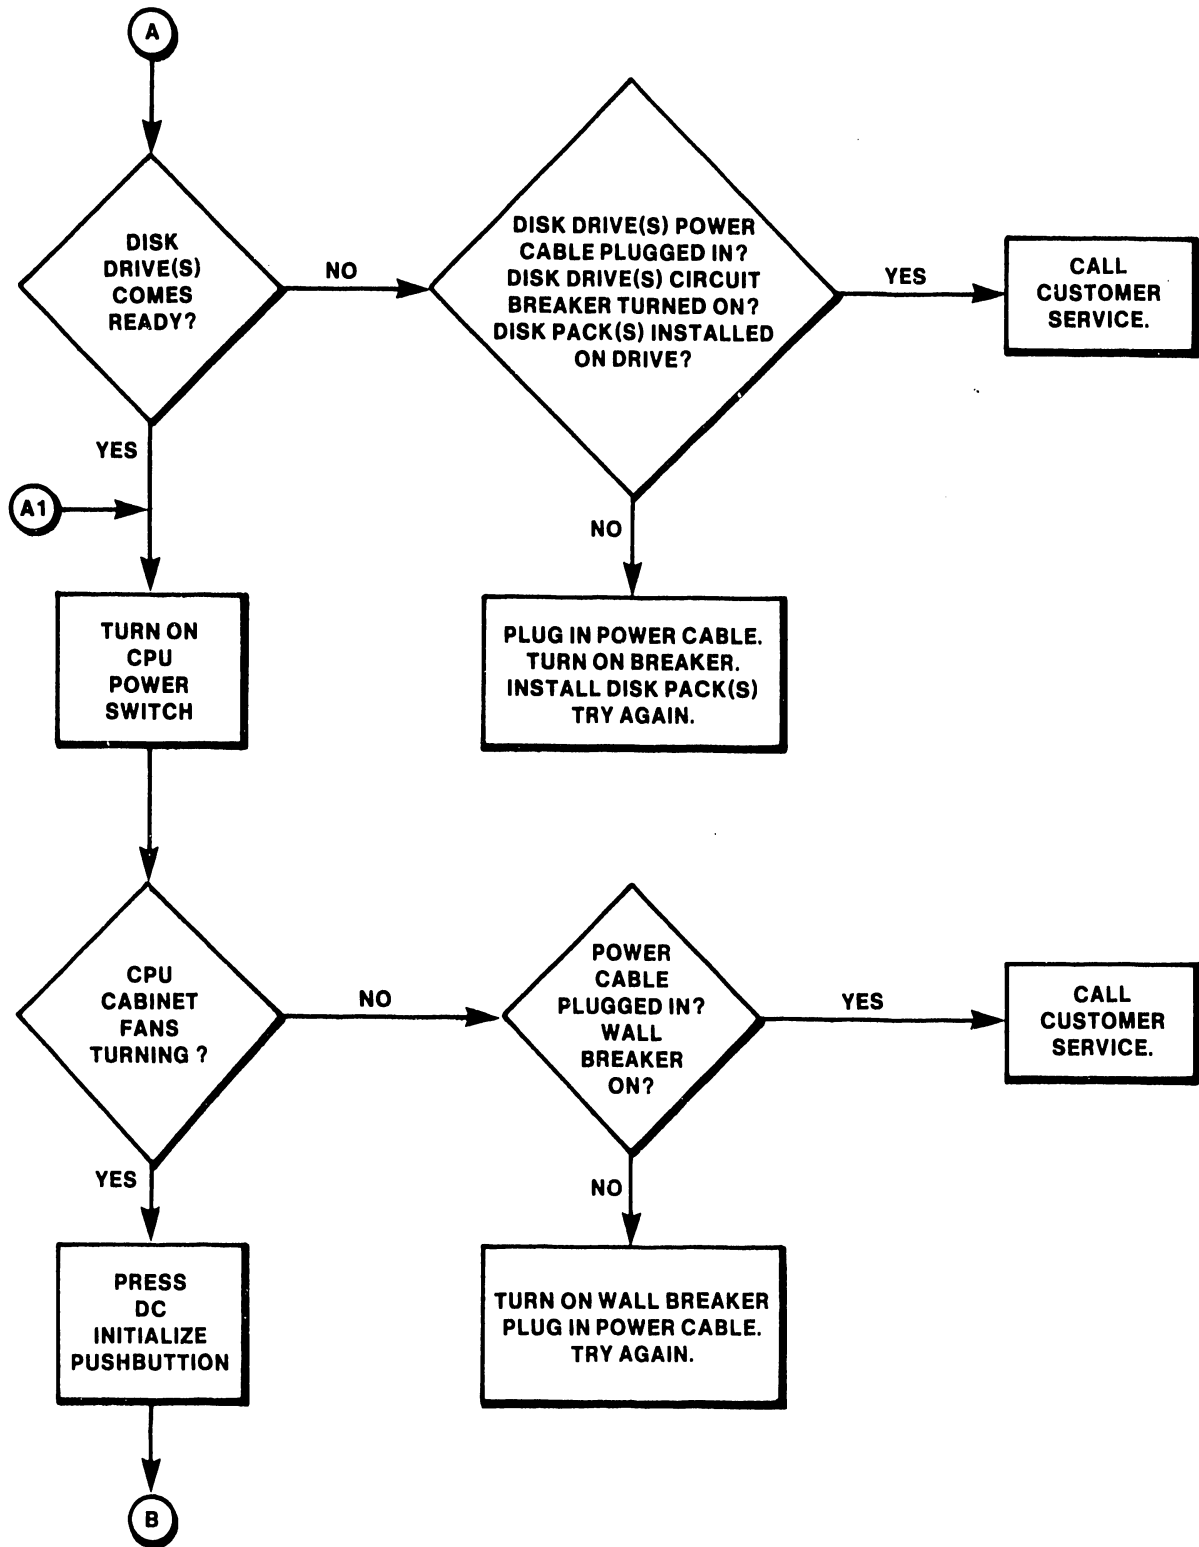 A
DISK
DRIVE(S)
COMES
READY?
NO
DISK DRIVE(S) POWER
CABLE PLUGGED IN?
DISK DRIVE(S) CIRCUIT
BREAKER TURNED ON?
DISK PACK(S) INSTALLED
ON DRIVE?
YES
CALL
CUSTOMER
SERVICE.
YES
A1
NO
TURN ON
CPU
POWER
SWITCH
PLUG IN POWER CABLE.
TURN ON BREAKER.
INSTALL DISK PACK(S)
TRY AGAIN.
CPU
CABINET
FANS
TURNING ?
NO
POWER
CABLE
PLUGGED IN?
WALL
BREAKER
ON?
YES
CALL
CUSTOMER
SERVICE.
YES
NO
PRESS
DC
INITIALIZE
PUSHBUTTION
TURN ON WALL BREAKER
PLUG IN POWER CABLE.
TRY AGAIN.
B